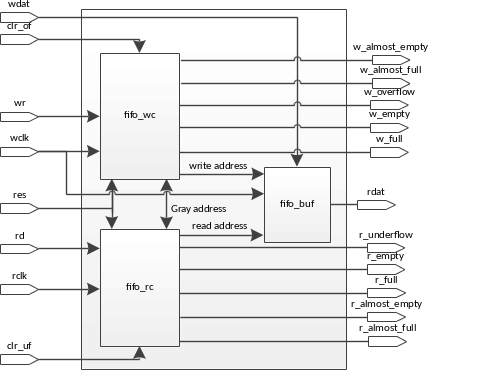 wdat
clr_of
w_almost_empty
w_almost_full
w_overflow
wr
fifo_wc
w_empty
wclk
w_full
write address
rdat
res
Gray address
fifo_buf
read address
rd
r_underflow
r_empty
rclk
fifo_rc
r_full
r_almost_empty
r_almost_full
clr_uf